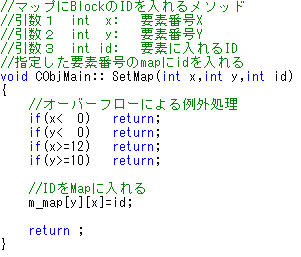 //マップにBlockのIDを入れるメソッド
//引数1 int x: 要素番号X
//引数2 int y: 要素番号Y
//引数3 int id: 要素に入れるID
//指定した要素番号のmapにidを入れる
void CObjMain:: SetMap(int x,int y,int id)
{
//オーバーフローによる例外処理
if(x< 0) return;
if(y< 0) return;
if(x>=12) return;
if(y>=10) return;
//IDをMapに入れる
m_map[y][x]=id;
return ;
}